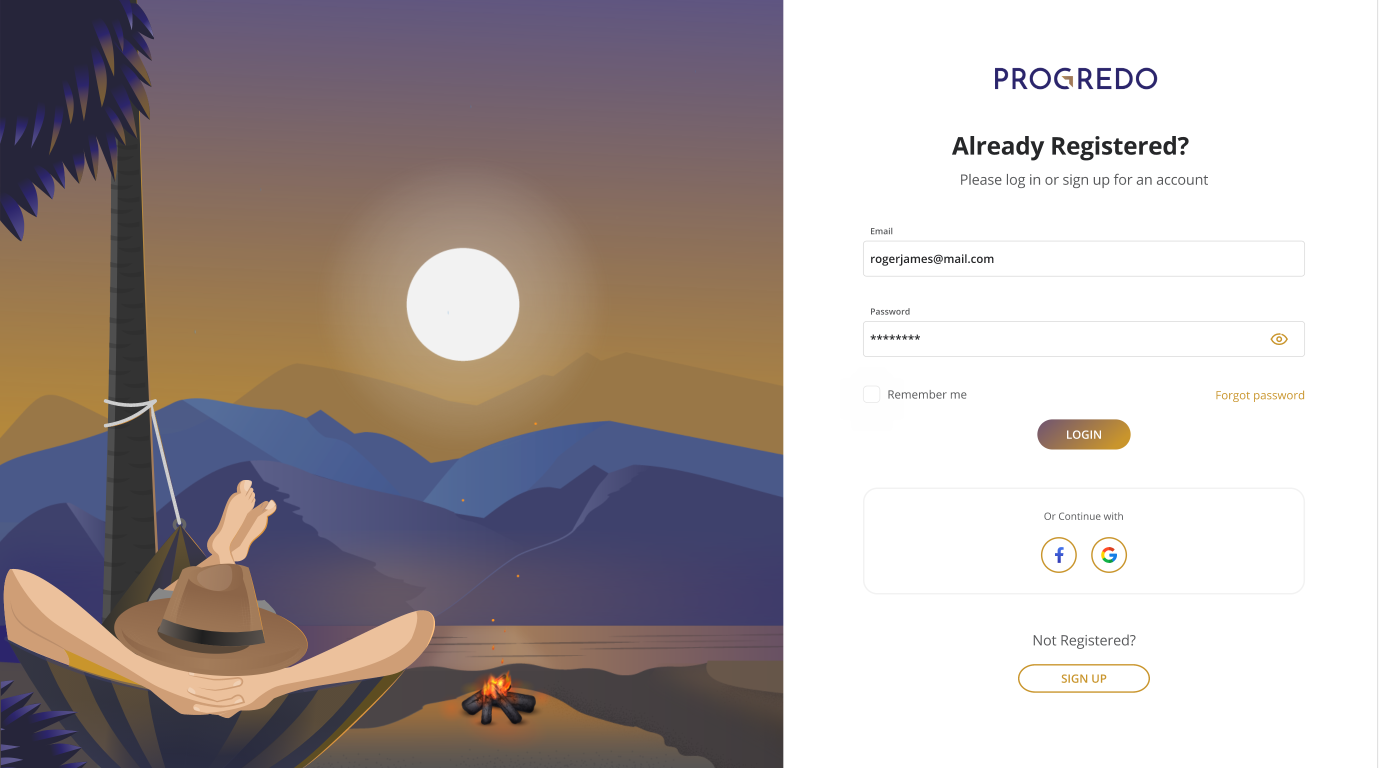 PROGREDO
Already Registered?
Please log in or sign up for an account
Email
rogerjames@mail.com
Password
********
Remember me
Forgot password
LOGIN
Or Continue with
Not Registered?
SIGN UP